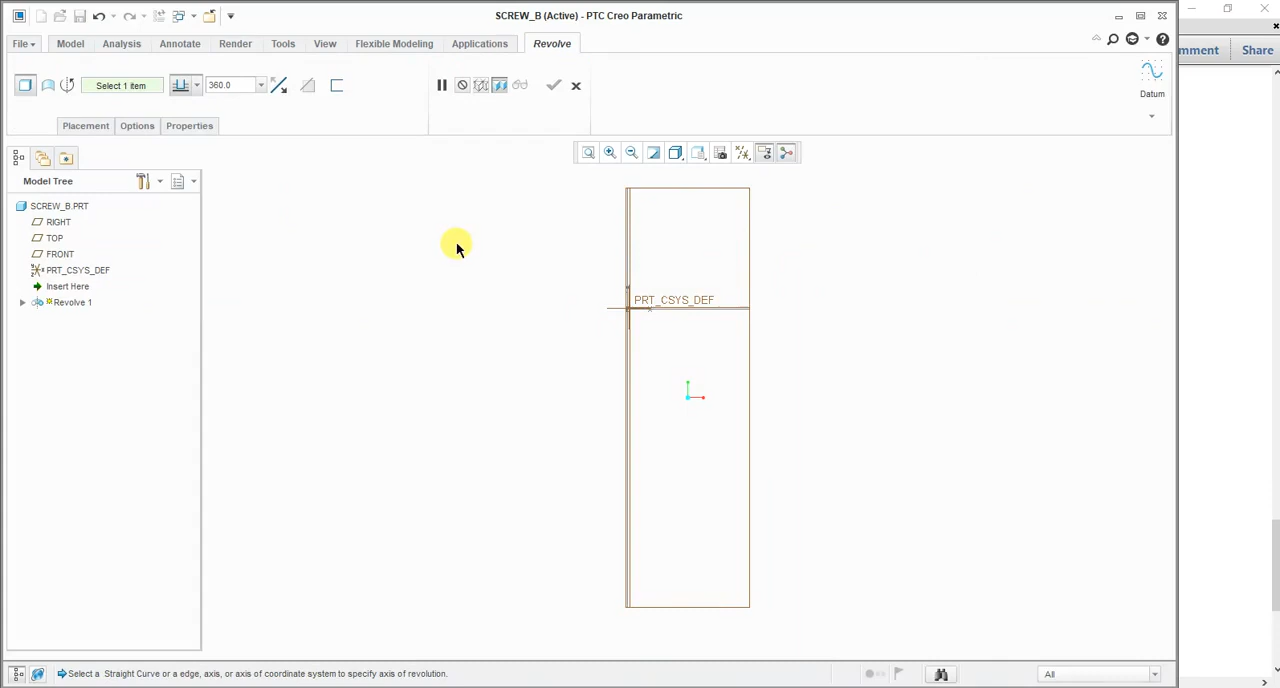 SCREW_B (Active) - PTC Creo Parametric
File Model Analysis Annotate Render Tools View Flexible Modeling Applications Revolve
mment Share
Select 1 item 360.0
Datum
Placement Options Properties
Model Tree
SCREW_B.PRT
RIGHT
TOP
FRONT
PRT_CSYS_DEF
Insert Here
Revolve 1
PRT_CSYS_DEF
Select a Straight Curve or a edge, axis, or axis of coordinate system to specify axis of revolution.
All